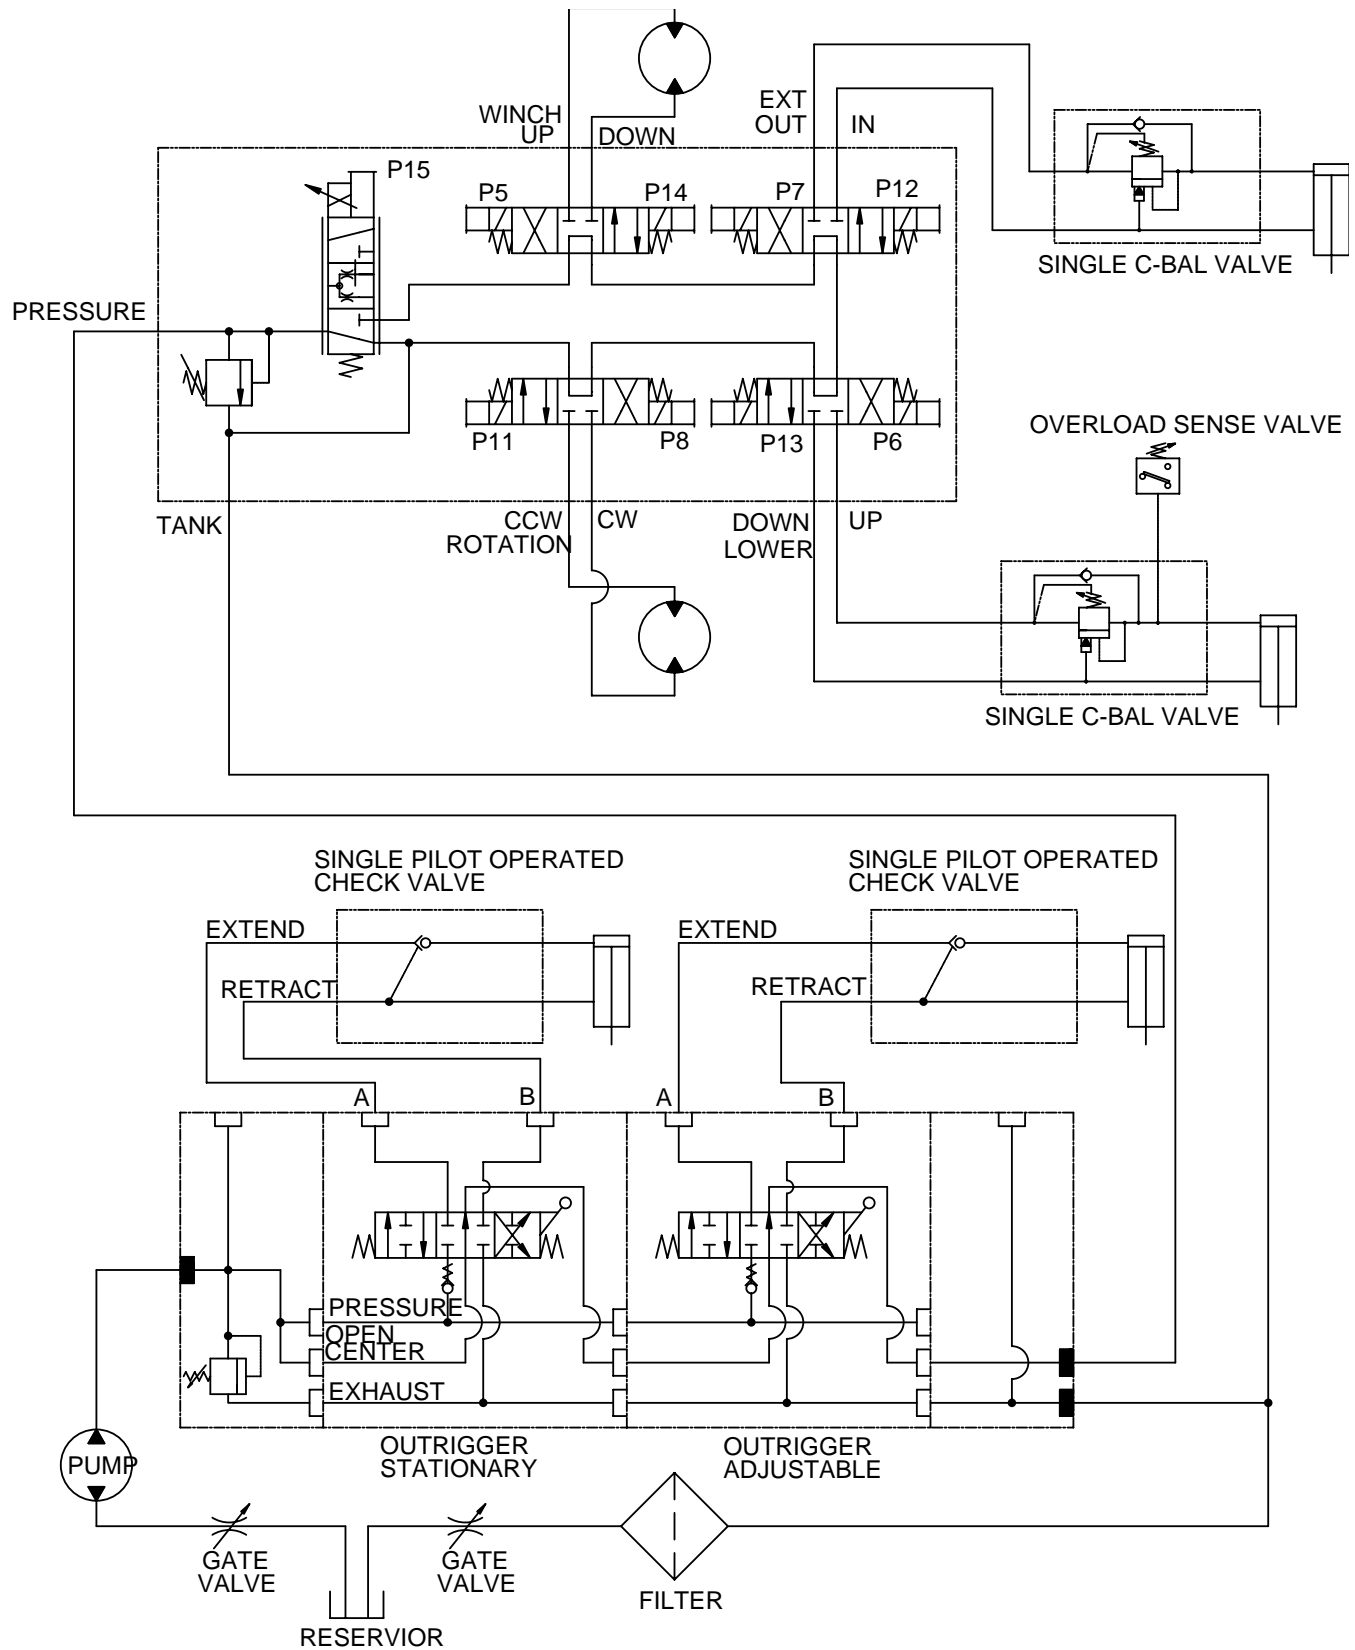 WINCH
UP
DOWN
EXT
OUT
IN
P15
P5
P14
P7
P12
SINGLE C-BAL VALVE
PRESSURE
P11
P8
P13
P6
OVERLOAD SENSE VALVE
TANK
CCW
CW
ROTATION
DOWN
UP
LOWER
SINGLE C-BAL VALVE
SINGLE PILOT OPERATED
CHECK VALVE
SINGLE PILOT OPERATED
CHECK VALVE
EXTEND
RETRACT
EXTEND
RETRACT
A
B
A
B
PRESSURE
OPEN
CENTER
EXHAUST
OUTRIGGER
STATIONARY
OUTRIGGER
ADJUSTABLE
PUMP
GATE
VALVE
GATE
VALVE
FILTER
RESERVIOR